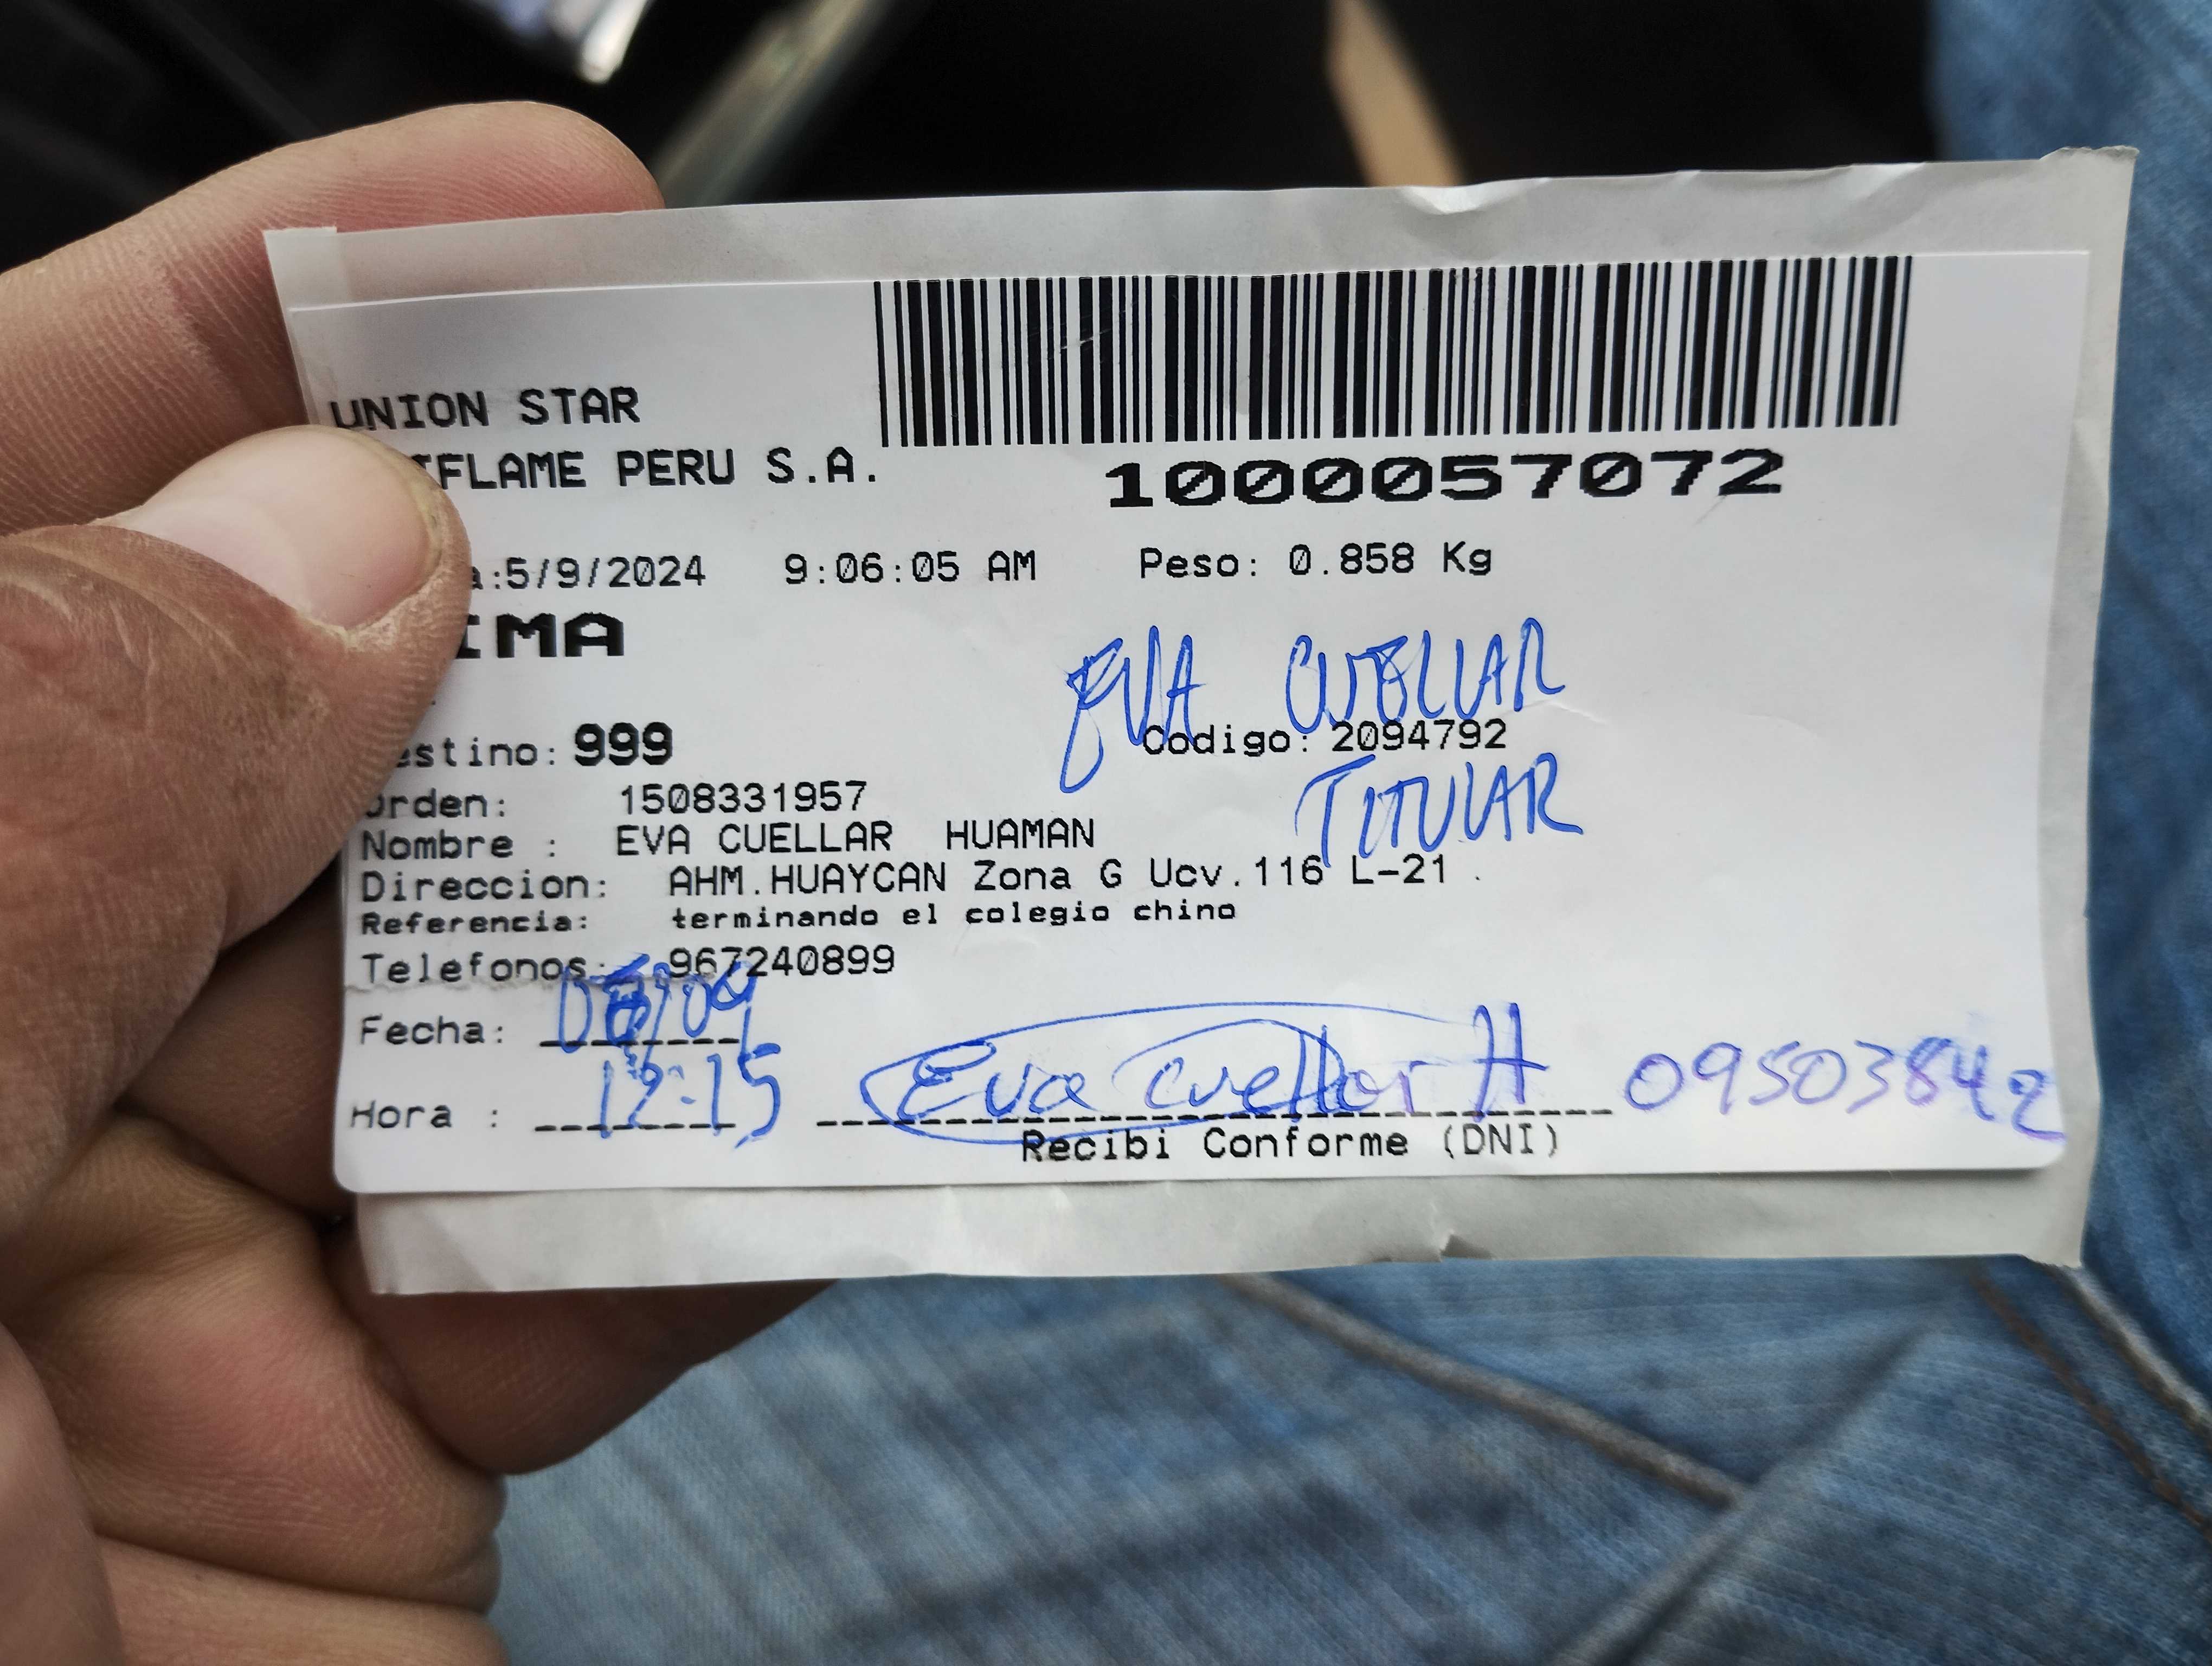 UNION STAR
IFLAME PERU S.A.
1000057072
a:5/9/2024 9:06:05 AM Peso: 0.858 Kg
IMA
EVA CUELLAR
estino: 999 Codigo: 2094792
TITULAR
Orden: 1508331957
Nombre : EVA CUELLAR HUAMAN
Direccion: AHM.HUAYCAN Zona G Ucv.116 L-21 .
Referencia: terminando el colegio chino
Telefonos: 967240899
Fecha:
Hora : 12:15 Eva Cuellar H 09503842
Recibi Conforme (DNI)